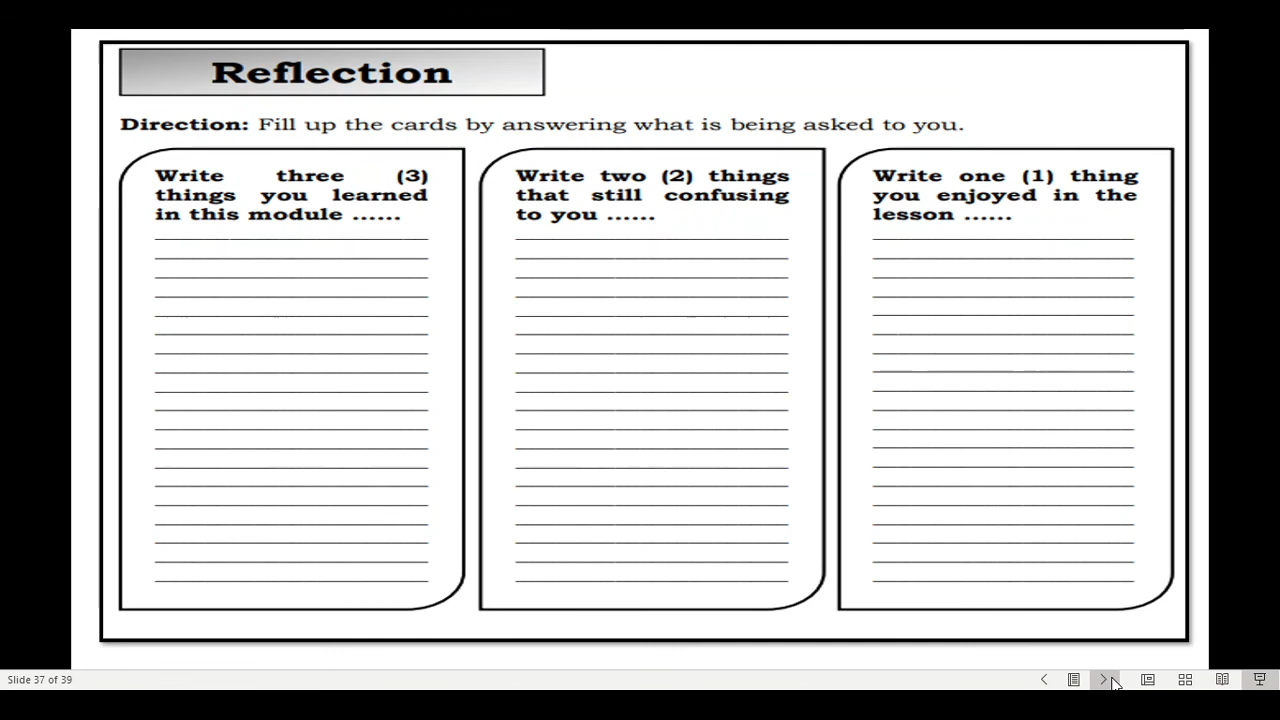 Reflection
Direction: Fill up the cards by answering what is being asked to you.
Write three (3)
things you learned
in this module ......
Write two (2) things
that still confusing
to you ......
Write one (1) thing
you enjoyed in the
lesson ......
Slide 37 of 39